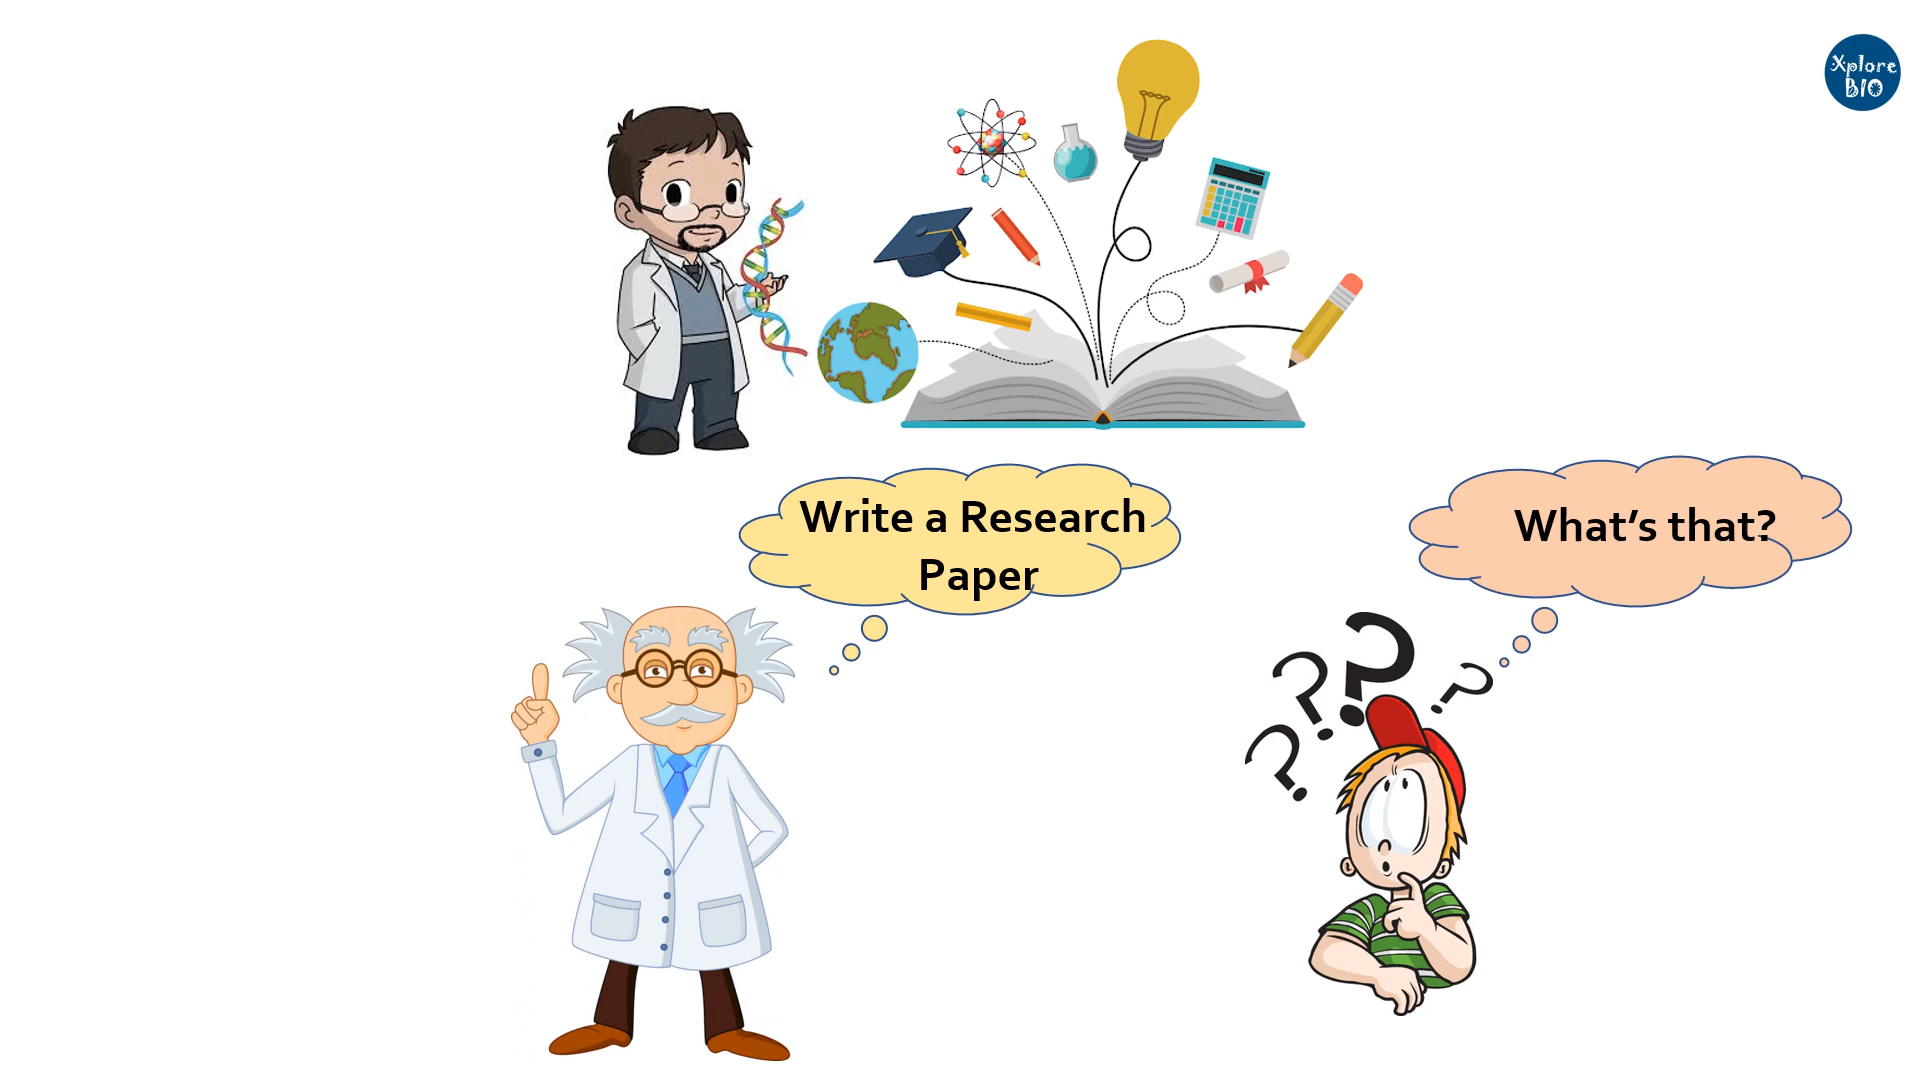 Xplore
BIO
Write a Research
Paper
What’s that?